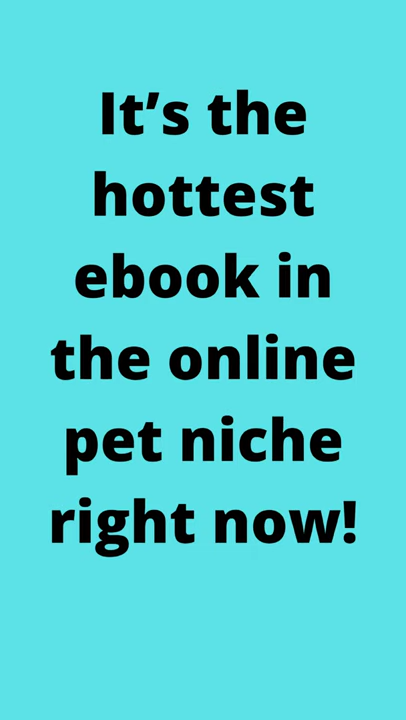 It’s the
hottest
ebook in
the online
pet niche
right now!